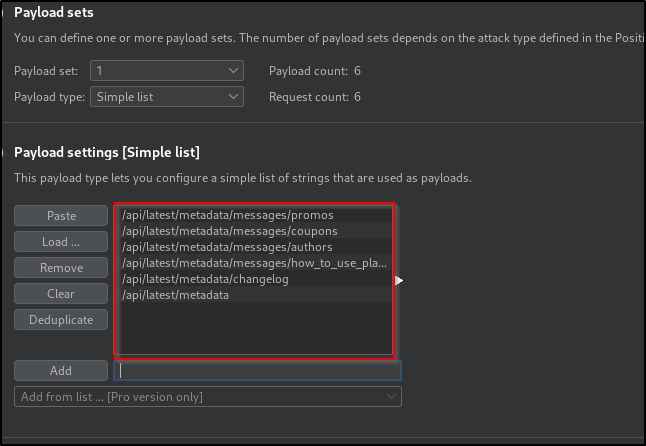 Payload sets
You can define one or more payload sets. The number of payload sets depends on the attack type defined in the Positi
Payload set: 1 Payload count: 6
Payload type: Simple list Request count: 6
Payload settings [Simple list]
This payload type lets you configure a simple list of strings that are used as payloads.
Paste
Load ...
Remove
Clear
Deduplicate
/api/latest/metadata/messages/promos
/api/latest/metadata/messages/coupons
/api/latest/metadata/messages/authors
/api/latest/metadata/messages/how_to_use_pla...
/api/latest/metadata/changelog
/api/latest/metadata
Add
Add from list ... [Pro version only]